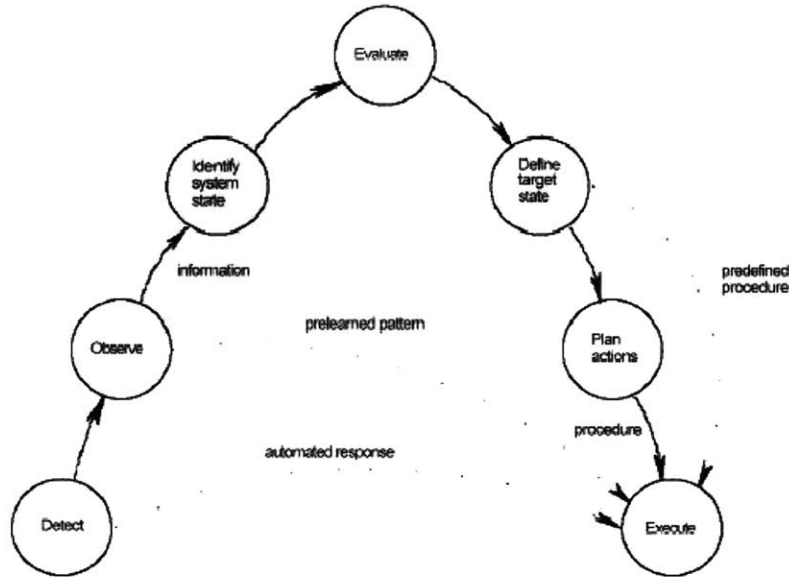 Evaluate
Identify
system
state
Define
target
state
information
predefined
procedure
prelearned pattern
Observe
Plan
actions
procedure
automated response
Detect
Execute